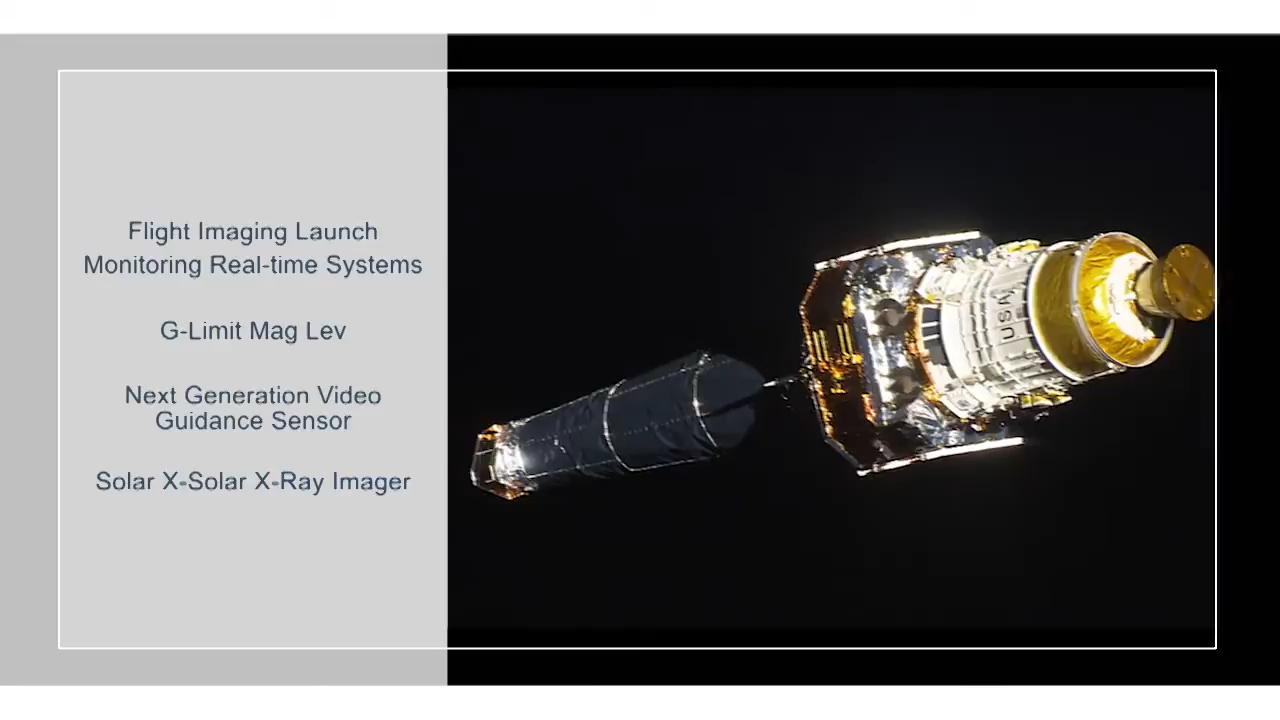 Flight Imaging Launch
Monitoring Real-time Systems
G-Limit Mag Lev
Next Generation Video
Guidance Sensor
Solar X-Solar X-Ray Imager